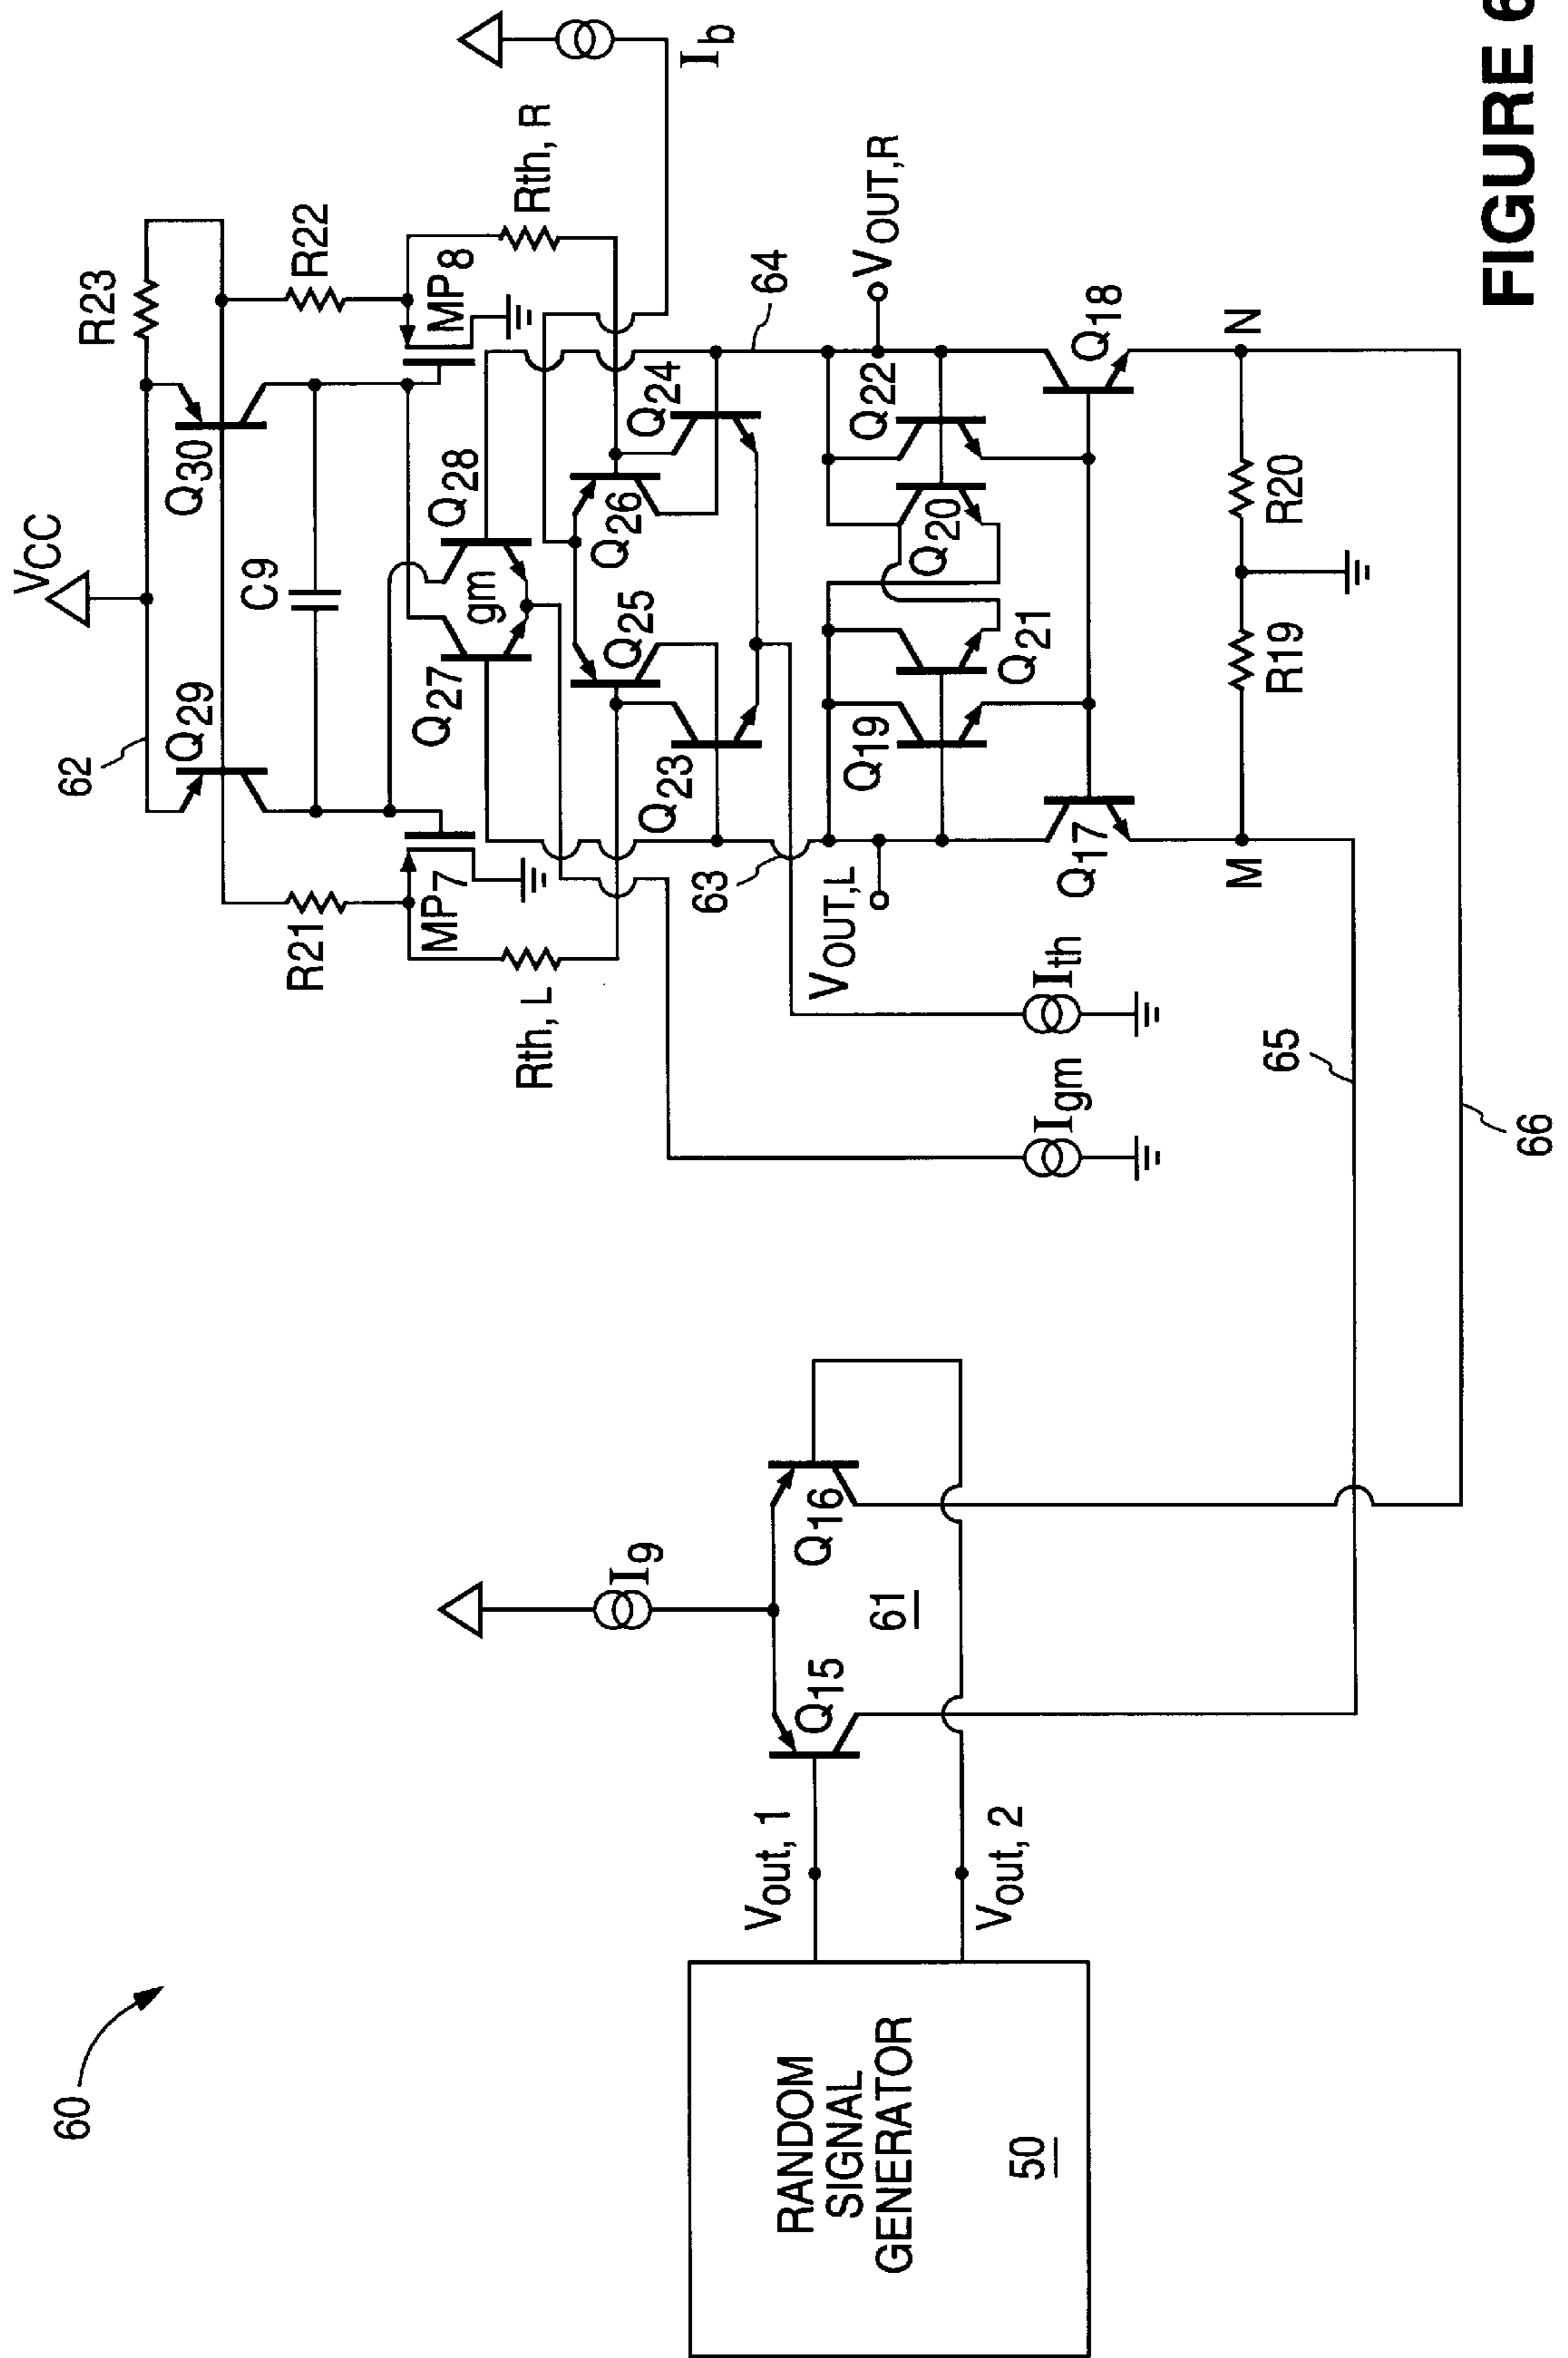 60
RANDOM
SIGNAL
GENERATOR
50
Vout, 1
Vout, 2
I9
Q15
Q16
61
VCC
62
R23
Q29
Q30
C9
R21
R22
MP7
MP8
Rth, L
Rth, R
Ib
Q27
Q28
gm
Q25
Q26
Q23
Q24
63
64
VOUT,L
VOUT,R
Q19
Q21
Q20
Q22
Q17
Q18
M
N
R19
R20
Igm
Ith
65
66
FIGURE 6